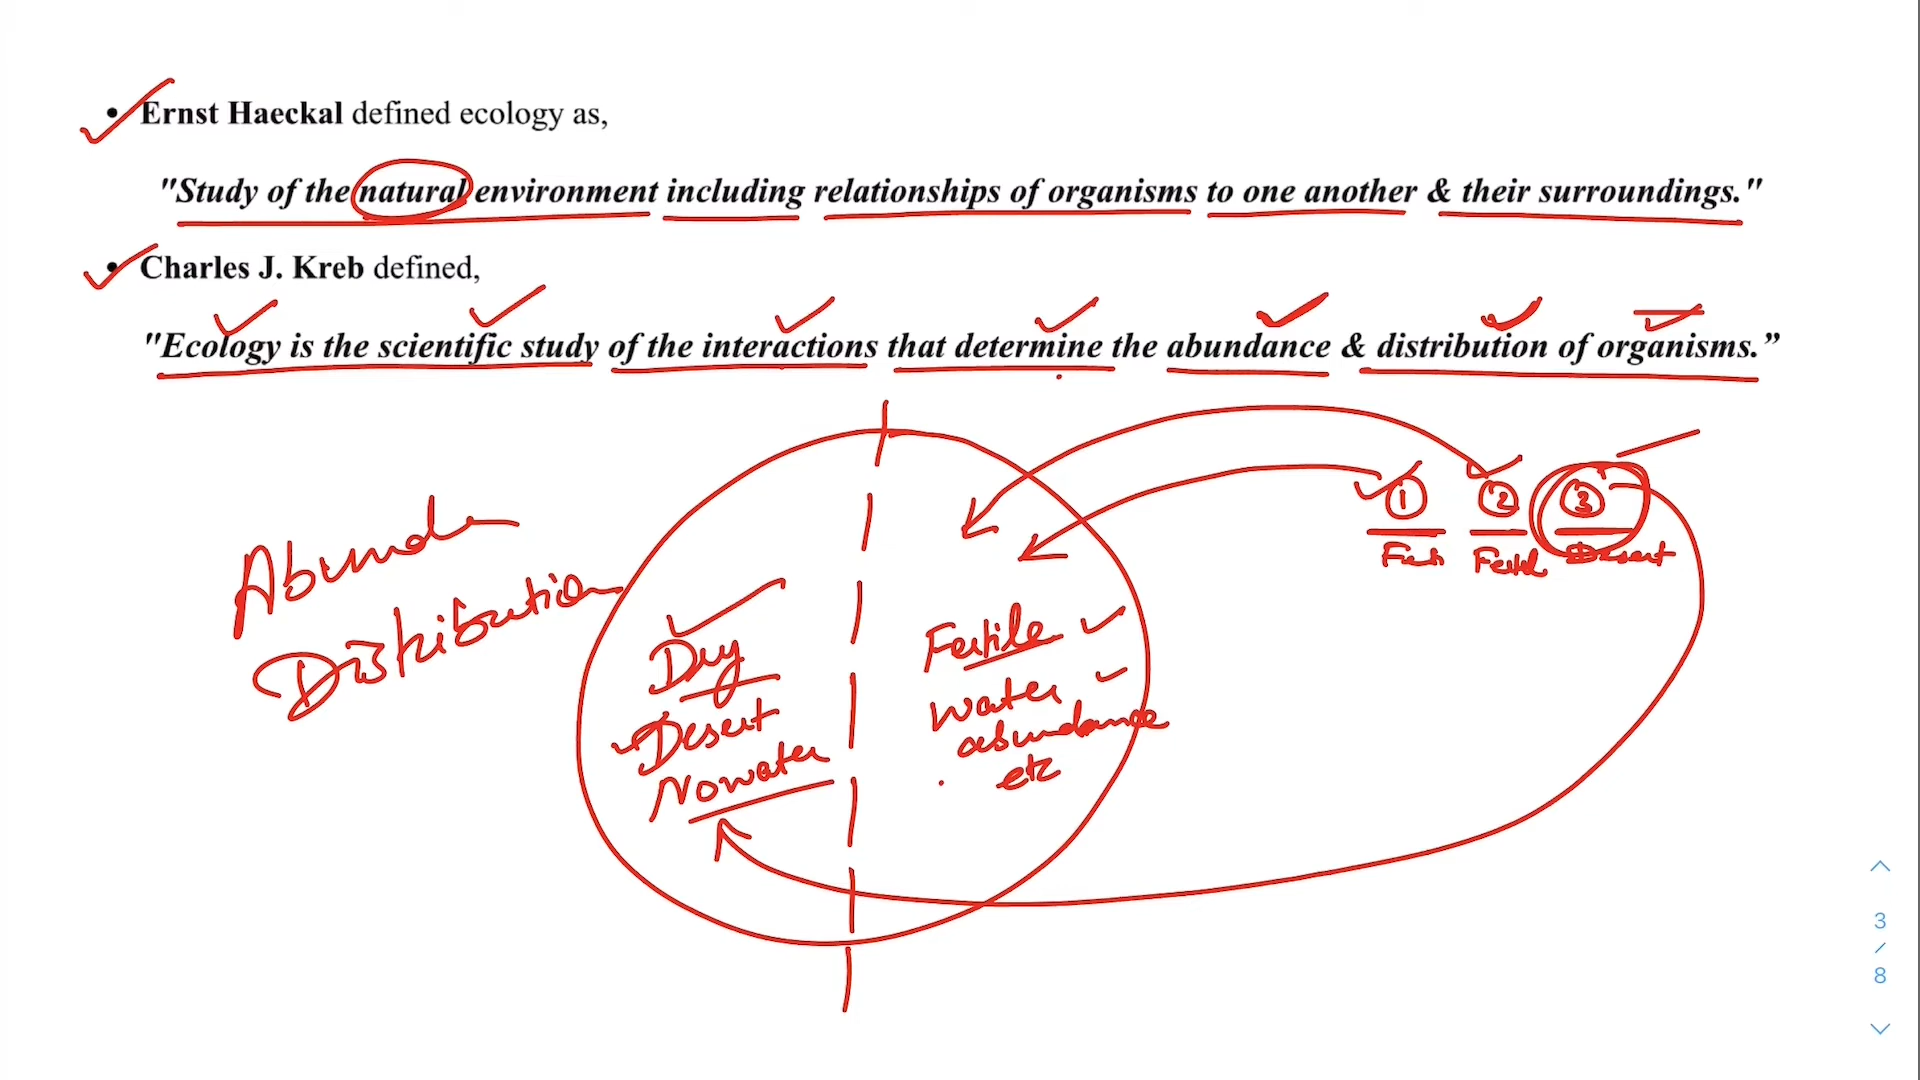 • Ernst Haeckal defined ecology as,
"Study of the natural environment including relationships of organisms to one another & their surroundings."
• Charles J. Kreb defined,
"Ecology is the scientific study of the interactions that determine the abundance & distribution of organisms.”
① ② ③
Desert
Distribution
Dry
Desert
No water
Fertile
water
abundance
etc
3
/
8